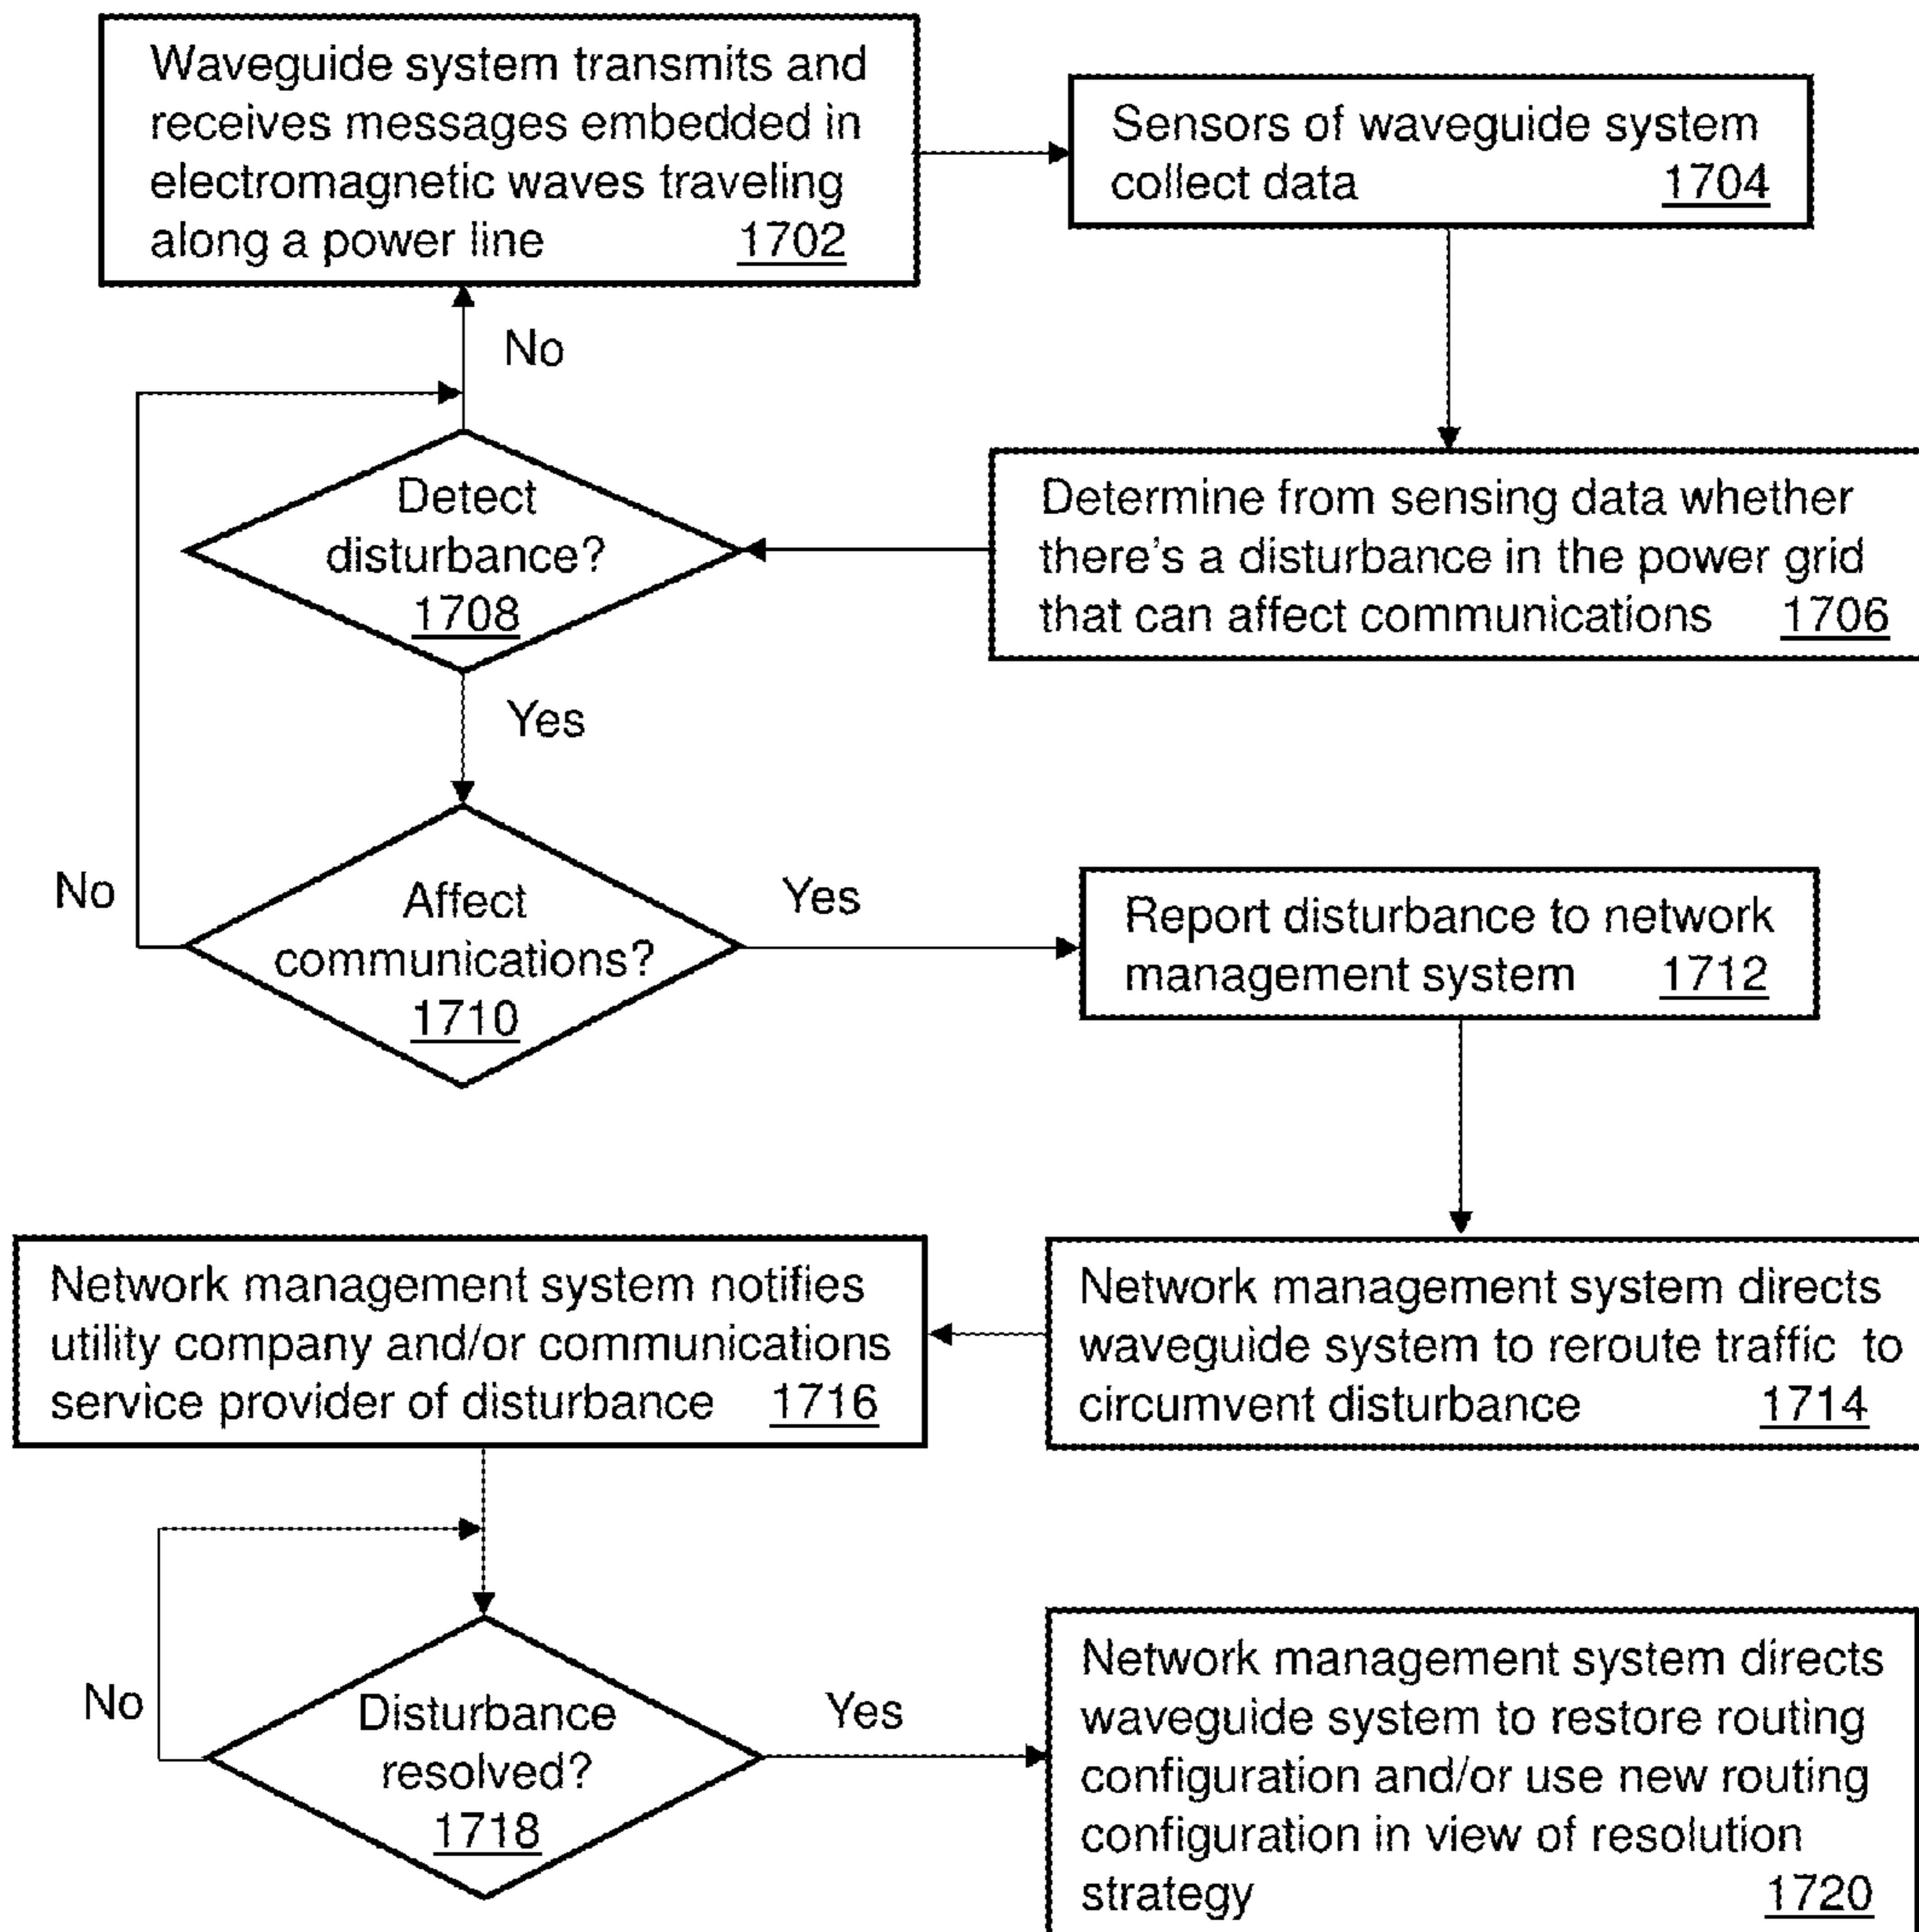 Waveguide system transmits and
receives messages embedded in
electromagnetic waves traveling
along a power line 1702
Sensors of waveguide system
collect data 1704
No
Detect
disturbance?
1708
Determine from sensing data whether
there's a disturbance in the power grid
that can affect communications 1706
Yes
No
Affect
communications?
1710
Yes
Report disturbance to network
management system 1712
Network management system notifies
utility company and/or communications
service provider of disturbance 1716
Network management system directs
waveguide system to reroute traffic to
circumvent disturbance 1714
No
Disturbance
resolved?
1718
Yes
Network management system directs
waveguide system to restore routing
configuration and/or use new routing
configuration in view of resolution
strategy 1720